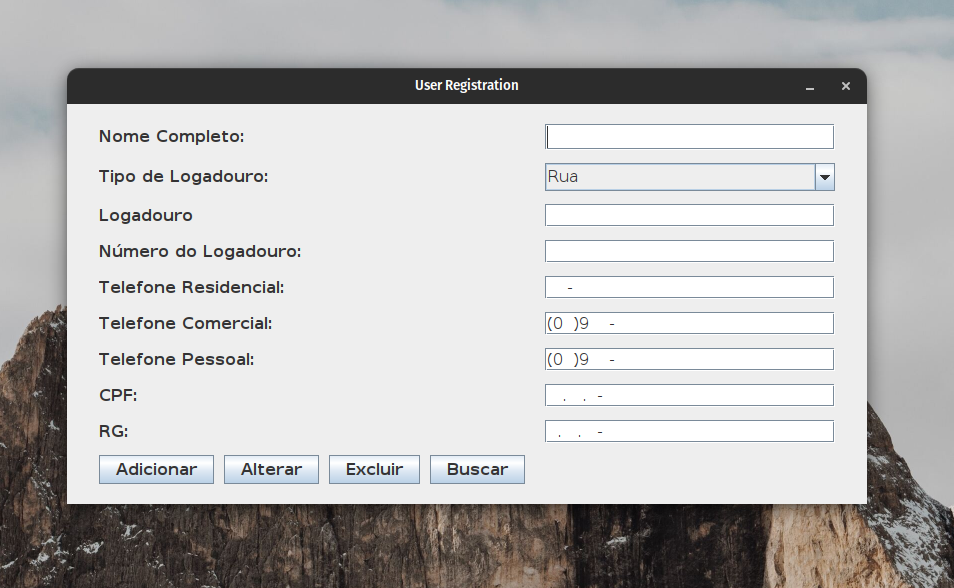 User Registration
Nome Completo:
Tipo de Logadouro: Rua
Logadouro
Número do Logadouro:
Telefone Residencial:     -
Telefone Comercial: (0  )9    -
Telefone Pessoal: (0  )9    -
CPF:    .   .  -
RG:   .   .   -
Adicionar Alterar Excluir Buscar